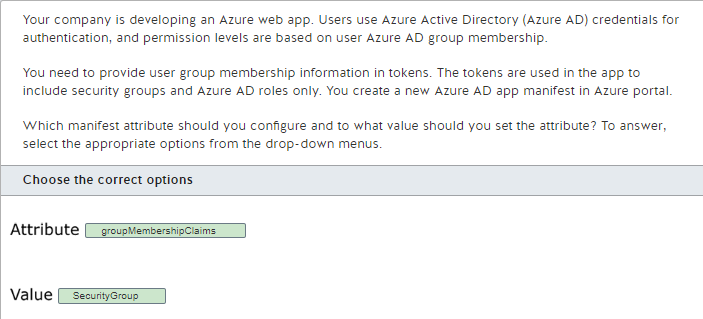 Your company is developing an Azure web app. Users use Azure Active Directory (Azure AD) credentials for
authentication, and permission levels are based on user Azure AD group membership.
You need to provide user group membership information in tokens. The tokens are used in the app to
include security groups and Azure AD roles only. You create a new Azure AD app manifest in Azure portal.
Which manifest attribute should you configure and to what value should you set the attribute? To answer,
select the appropriate options from the drop-down menus.
Choose the correct options
Attribute groupMembershipClaims
Value SecurityGroup